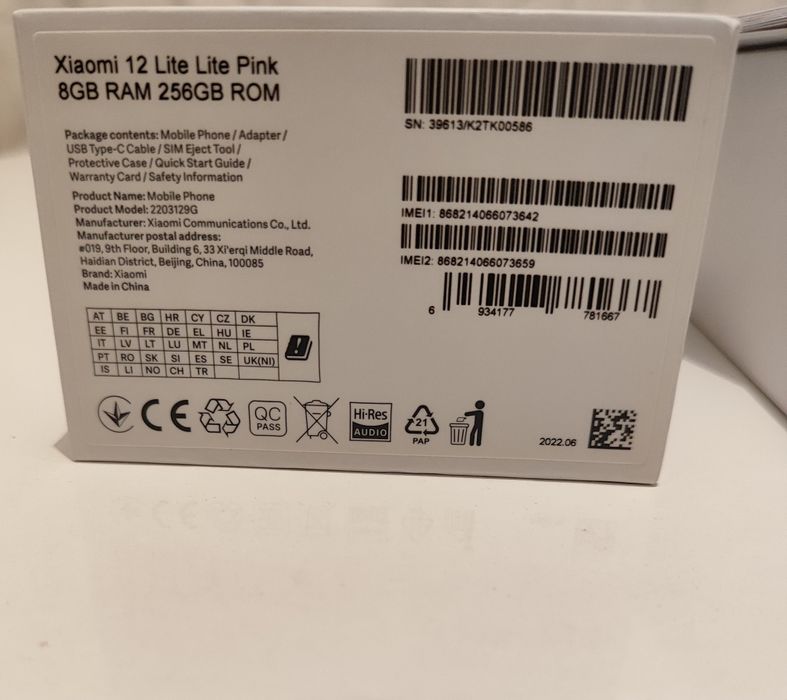 Xiaomi 12 Lite Lite Pink
8GB RAM 256GB ROM
Package contents: Mobile Phone / Adapter /
USB Type-C Cable / SIM Eject Tool /
Protective Case / Quick Start Guide /
Warranty Card / Safety Information
Product Name: Mobile Phone
Product Model: 2203129G
Manufacturer: Xiaomi Communications Co., Ltd.
Manufacturer postal address:
#019, 9th Floor, Building 6, 33 Xi'erqi Middle Road,
Haidian District, Beijing, China, 100085
Brand: Xiaomi
Made in China
AT BE BG HR CY CZ DK
EE FI FR DE EL HU IE
IT LV LT LU MT NL PL
PT RO SK SI ES SE UK(NI)
IS LI NO CH TR
SN: 39613/K2TK00586
IMEI1: 868214066073642
IMEI2: 868214066073659
6 934177 781667
CE
QC
PASS
Hi-Res
AUDIO
21
PAP
2022.06